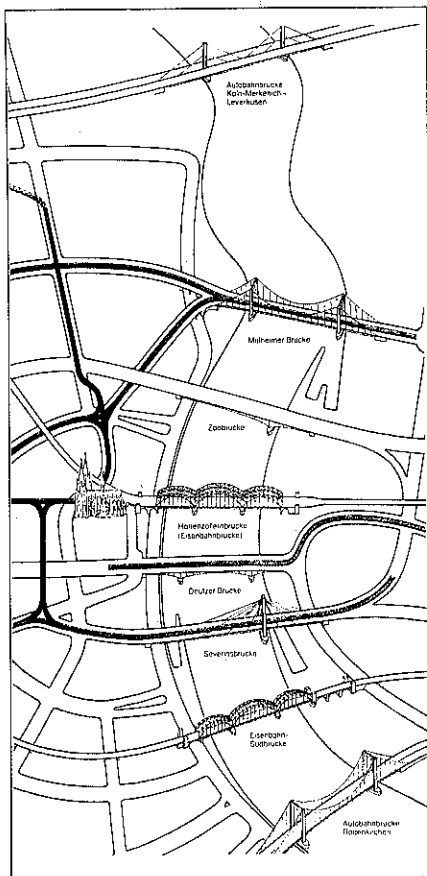 Autobahnbrücke
Köln-Merkenich-
Leverkusen
Mülheimer Brücke
Zoobrücke
Hohenzollernbrücke
(Eisenbahnbrücke)
Deutzer Brücke
Severinsbrücke
Eisenbahn-
Südbrücke
Autobahnbrücke
Rodenkirchen